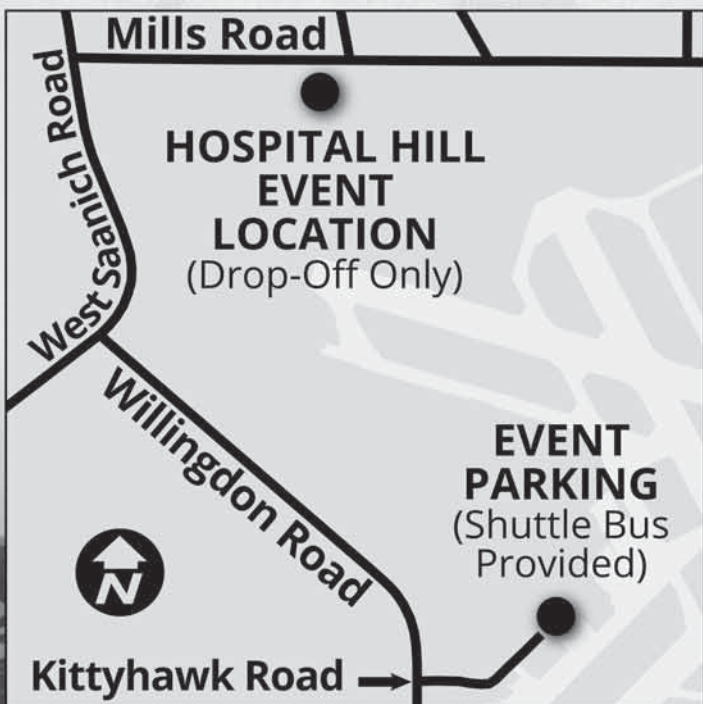 Mills Road
West Saanich Road
HOSPITAL HILL
EVENT
LOCATION
(Drop-Off Only)
Willingdon Road
EVENT
PARKING
(Shuttle Bus
Provided)
N
Kittyhawk Road